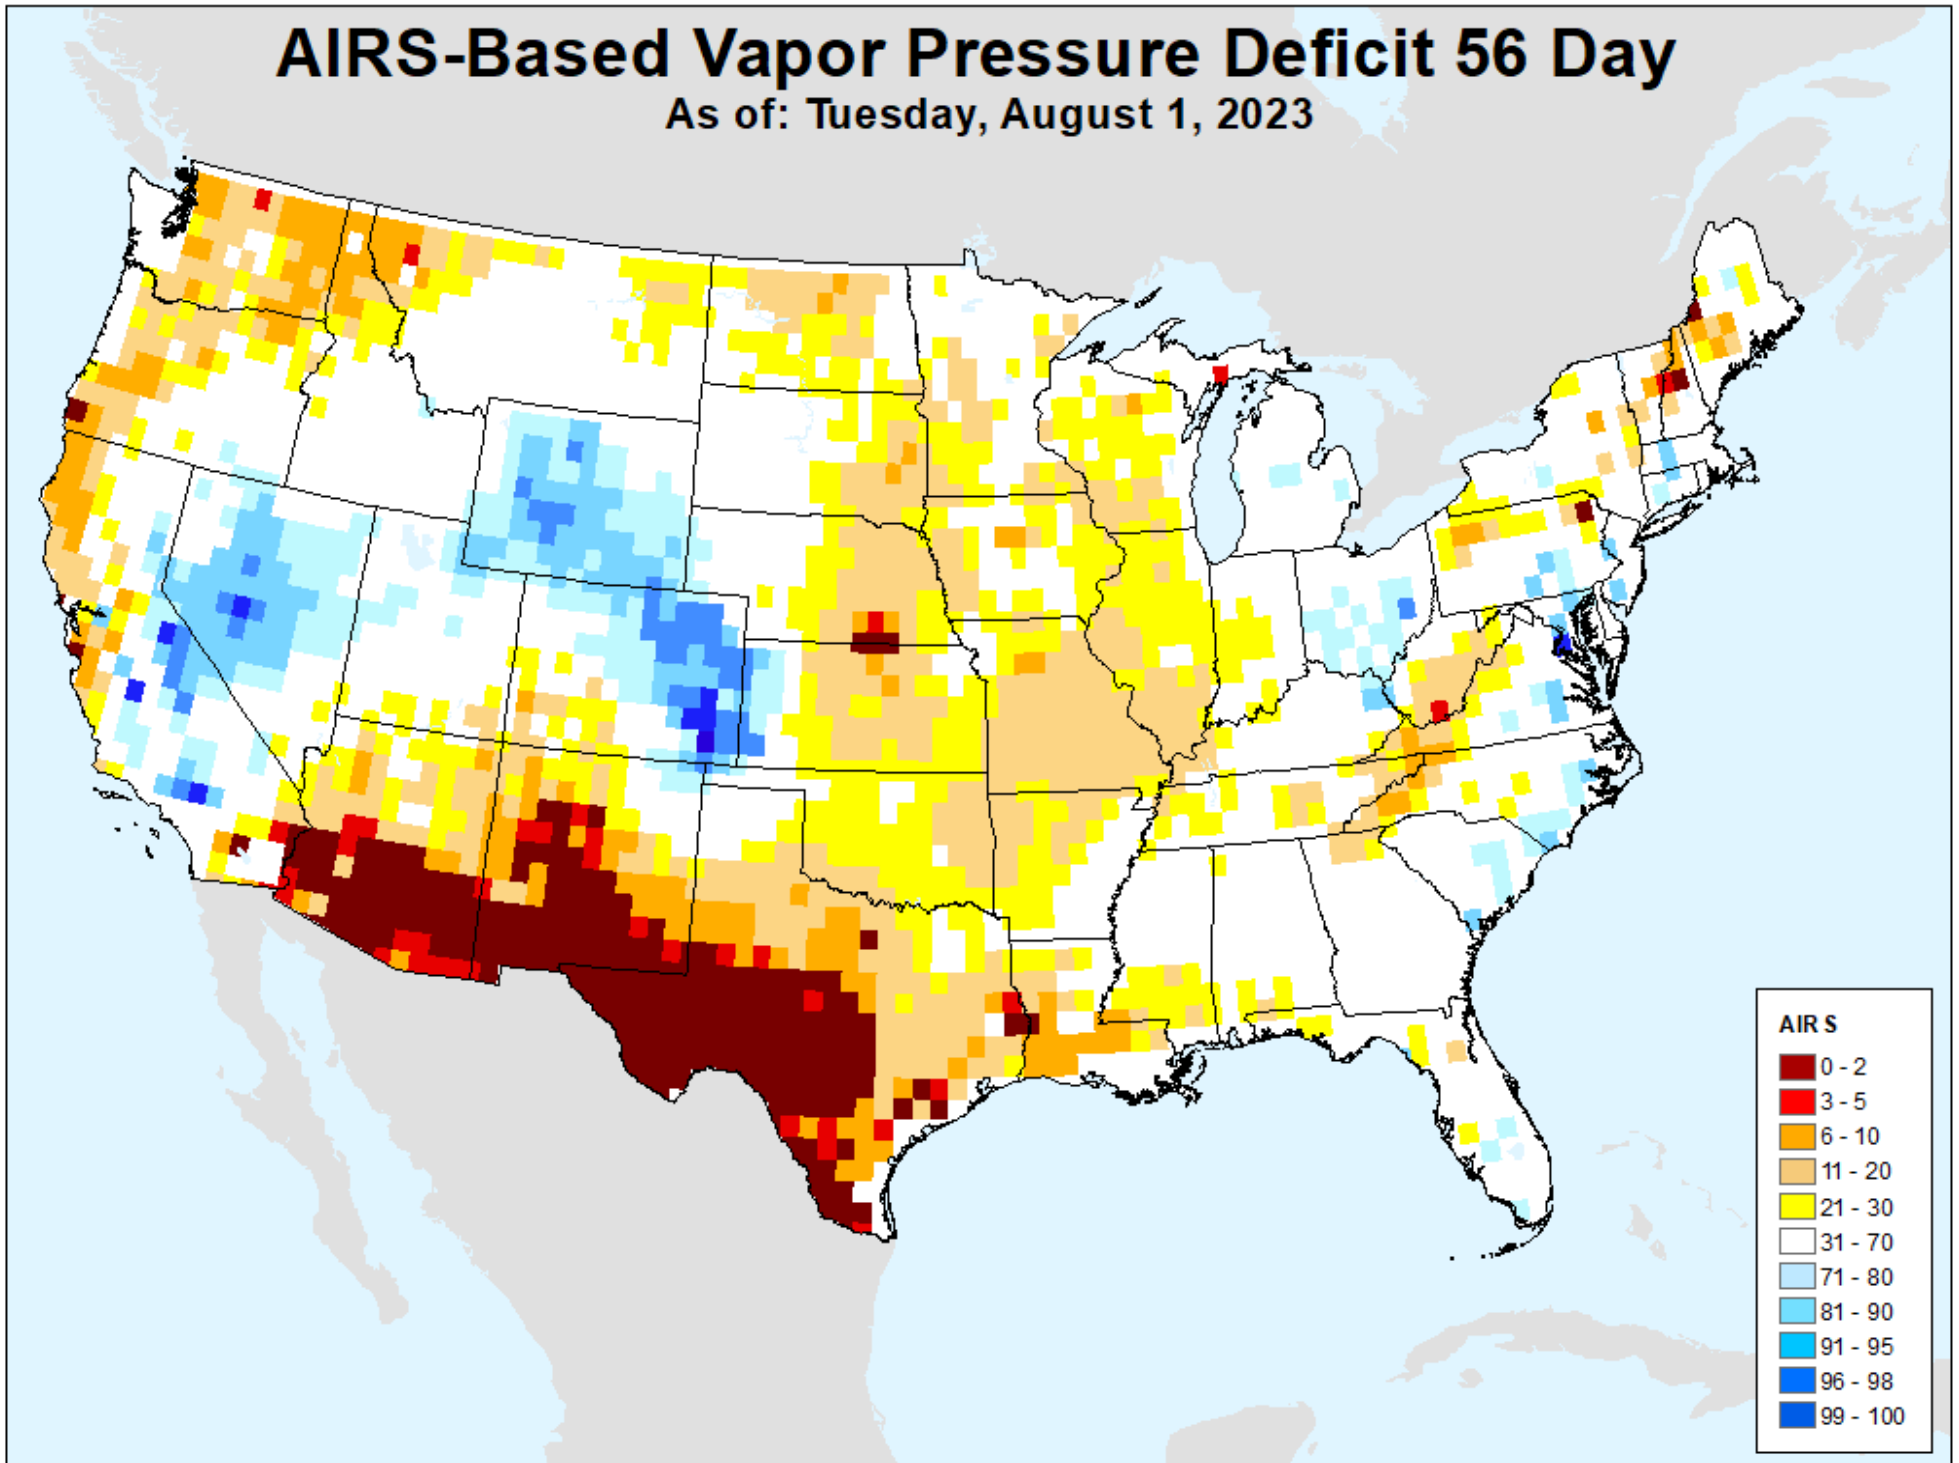 AIRS-Based Vapor Pressure Deficit 56 Day
As of: Tuesday, August 1, 2023
AIRS
0 - 2
3 - 5
6 - 10
11 - 20
21 - 30
31 - 70
71 - 80
81 - 90
91 - 95
96 - 98
99 - 100